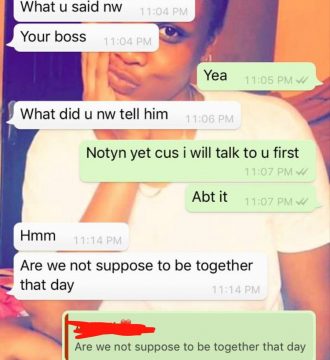 What u said nw
11:04 PM
Your boss
11:04 PM
Yea
11:05 PM
What did u nw tell him
11:06 PM
Notyn yet cus i will talk to u first
11:07 PM
Abt it
11:07 PM
Hmm
11:14 PM
Are we not suppose to be together
that day
11:14 PM
Are we not suppose to be together that day